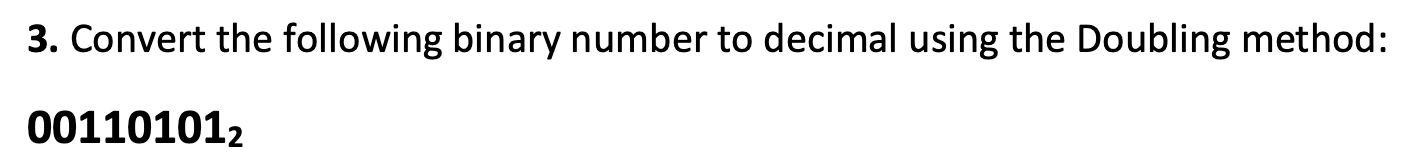 3. Convert the following binary number to decimal using the Doubling method:
00110101₂